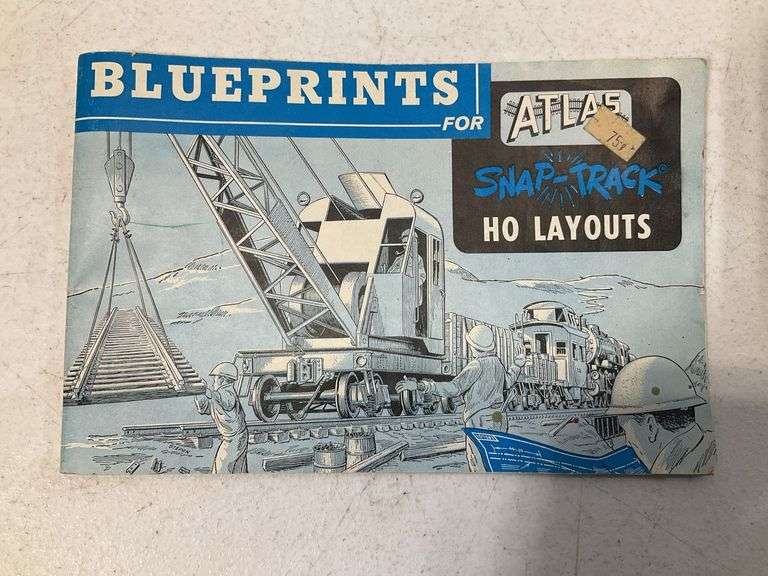 BLUEPRINTS
FOR
ATLAS
75¢
SNAP-TRACK®
HO LAYOUTS